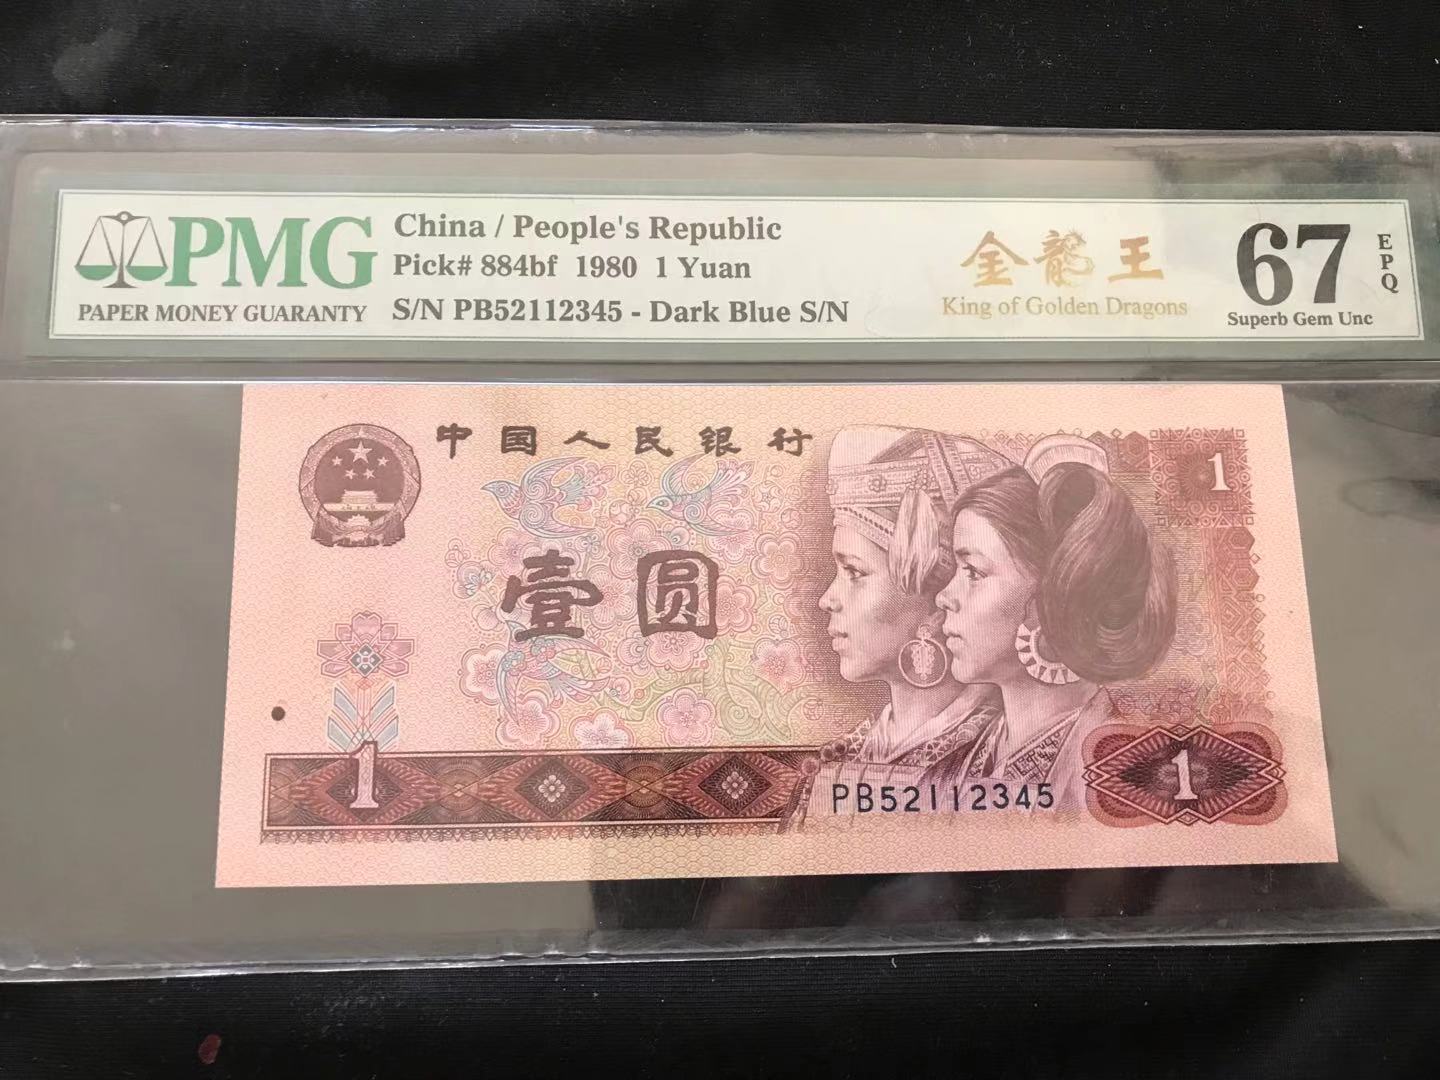 PMG
PAPER MONEY GUARANTY
China / People's Republic
Pick# 884bf 1980 1 Yuan
S/N PB52112345 - Dark Blue S/N
金龍王
King of Golden Dragons
67
EPQ
Superb Gem Unc
中国人民银行
1
壹圆
1
PB52112345
1